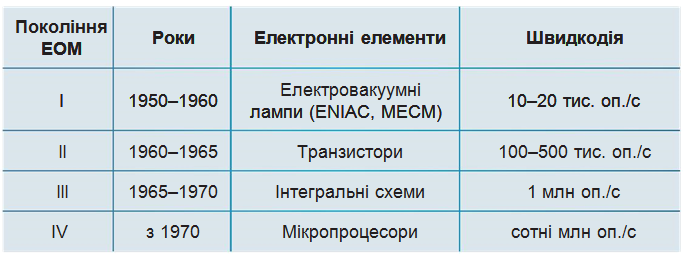 Покоління ЕОМ | Роки | Електронні елементи | Швидкодія
I | 1950–1960 | Електровакуумні лампи (ENIAC, МЕСМ) | 10–20 тис. оп./с
II | 1960–1965 | Транзистори | 100–500 тис. оп./с
III | 1965–1970 | Інтегральні схеми | 1 млн оп./с
IV | з 1970 | Мікропроцесори | сотні млн оп./с